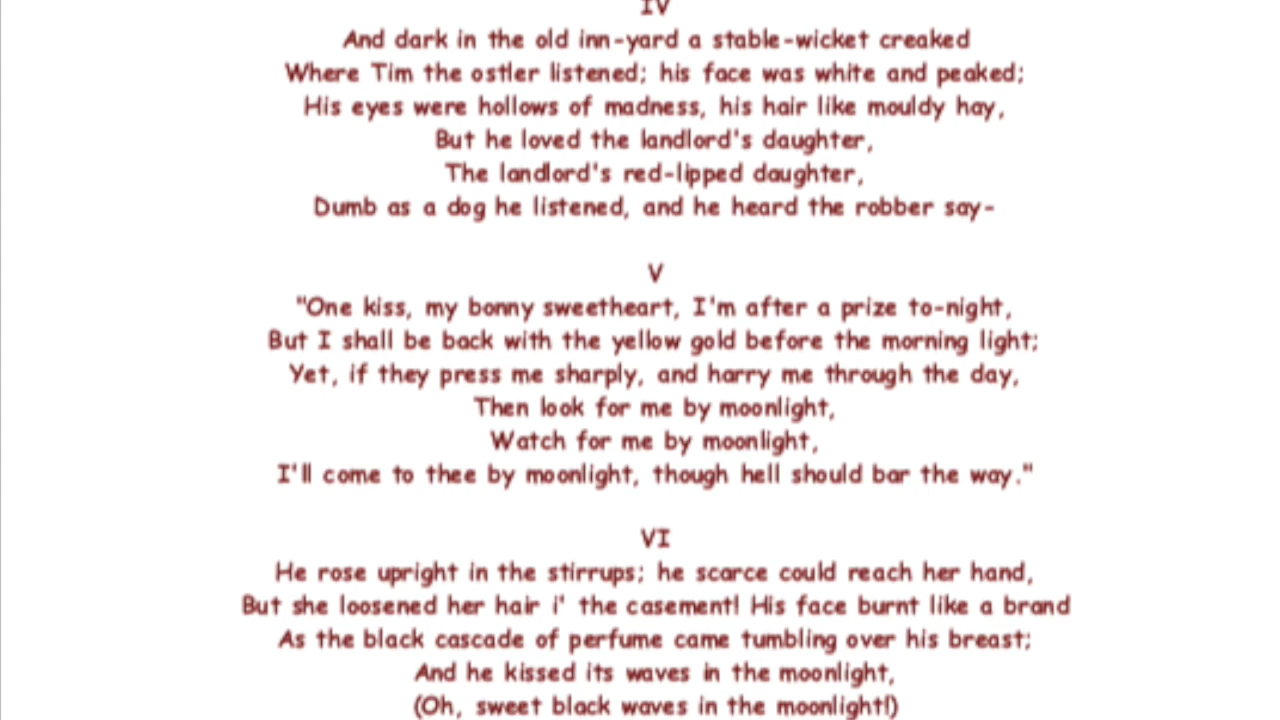 IV
And dark in the old inn-yard a stable-wicket creaked
Where Tim the ostler listened; his face was white and peaked;
His eyes were hollows of madness, his hair like mouldy hay,
But he loved the landlord's daughter,
The landlord's red-lipped daughter,
Dumb as a dog he listened, and he heard the robber say-
V
"One kiss, my bonny sweetheart, I'm after a prize to-night,
But I shall be back with the yellow gold before the morning light;
Yet, if they press me sharply, and harry me through the day,
Then look for me by moonlight,
Watch for me by moonlight,
I'll come to thee by moonlight, though hell should bar the way."
VI
He rose upright in the stirrups; he scarce could reach her hand,
But she loosened her hair i' the casement! His face burnt like a brand
As the black cascade of perfume came tumbling over his breast;
And he kissed its waves in the moonlight,
(Oh, sweet black waves in the moonlight!)